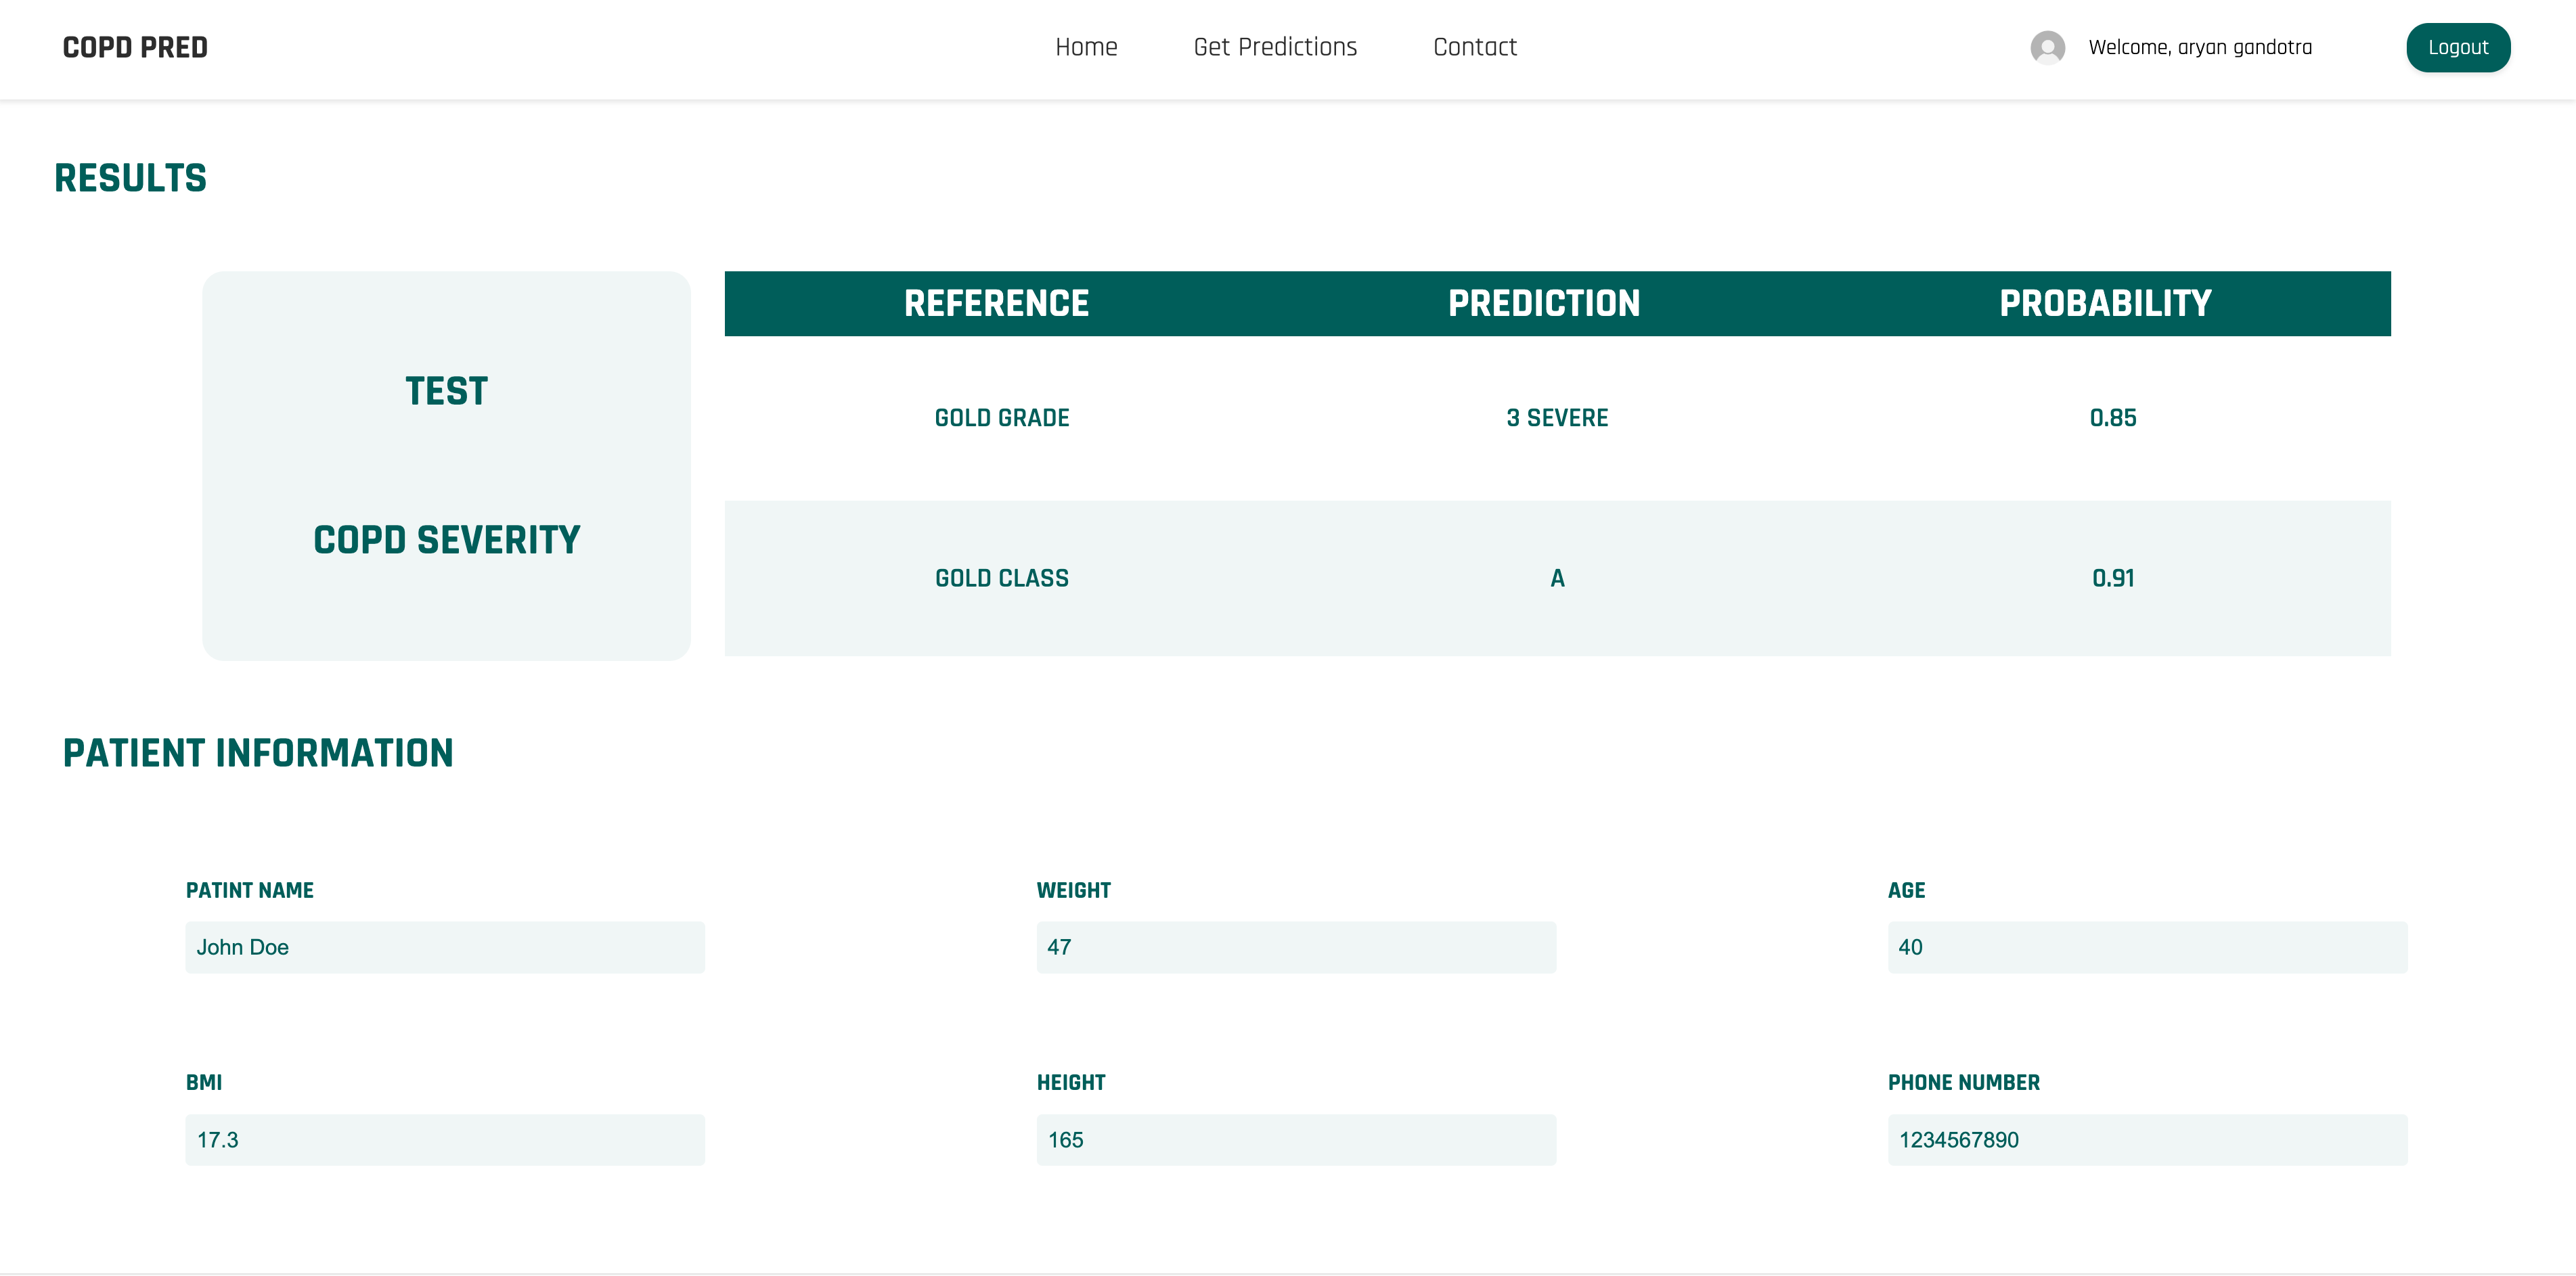 COPD PRED
Home
Get Predictions
Contact
Welcome, aryan gandotra
Logout
RESULTS
TEST
COPD SEVERITY
REFERENCE PREDICTION PROBABILITY
GOLD GRADE 3 SEVERE 0.85
GOLD CLASS A 0.91
PATIENT INFORMATION
PATINT NAME
John Doe
WEIGHT
47
AGE
40
BMI
17.3
HEIGHT
165
PHONE NUMBER
1234567890